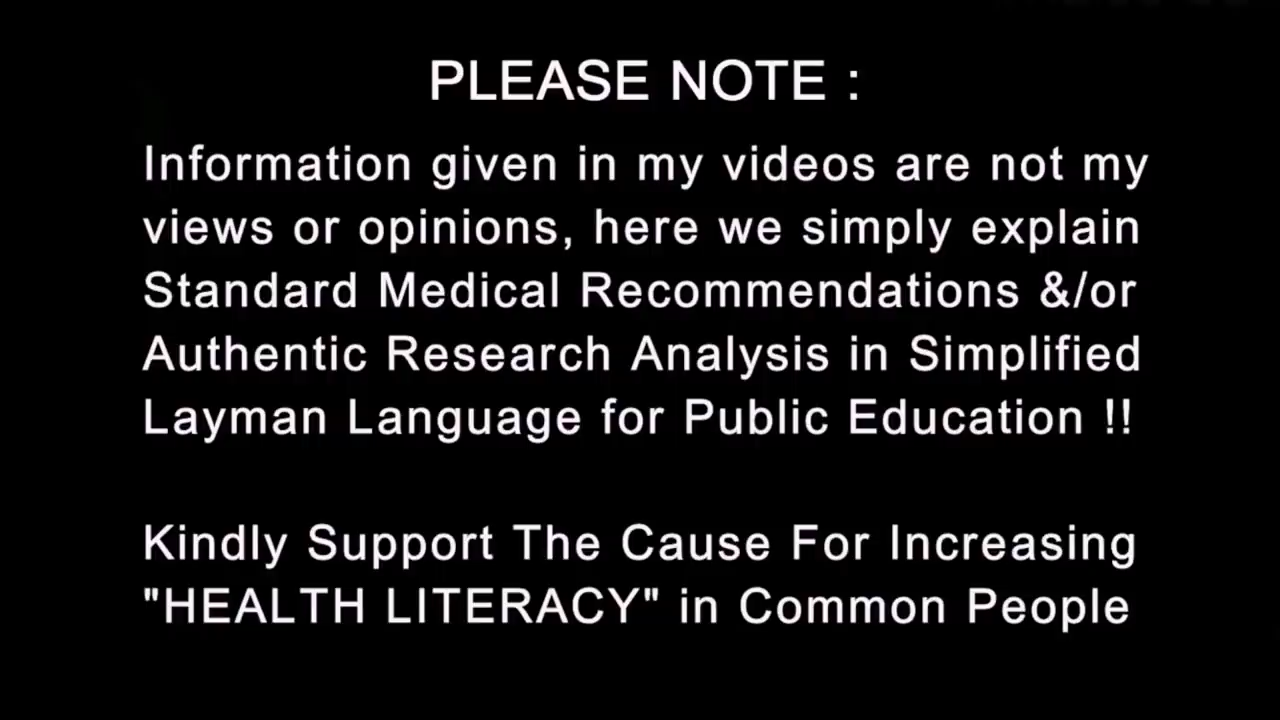 PLEASE NOTE :
Information given in my videos are not my
views or opinions, here we simply explain
Standard Medical Recommendations &/or
Authentic Research Analysis in Simplified
Layman Language for Public Education !!
Kindly Support The Cause For Increasing
"HEALTH LITERACY" in Common People